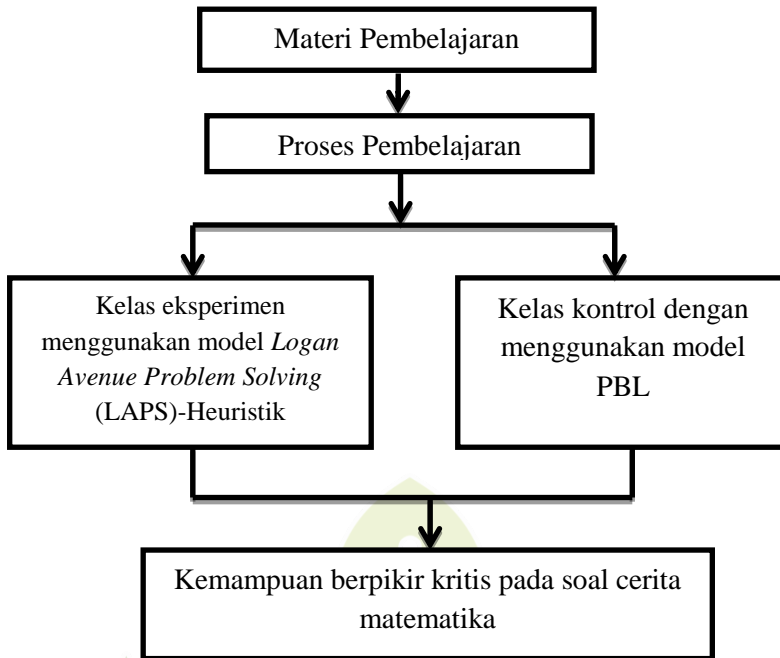 Materi Pembelajaran
Proses Pembelajaran
Kelas eksperimen
menggunakan model Logan
Avenue Problem Solving
(LAPS)-Heuristik
Kelas kontrol dengan
menggunakan model
PBL
Kemampuan berpikir kritis pada soal cerita
matematika